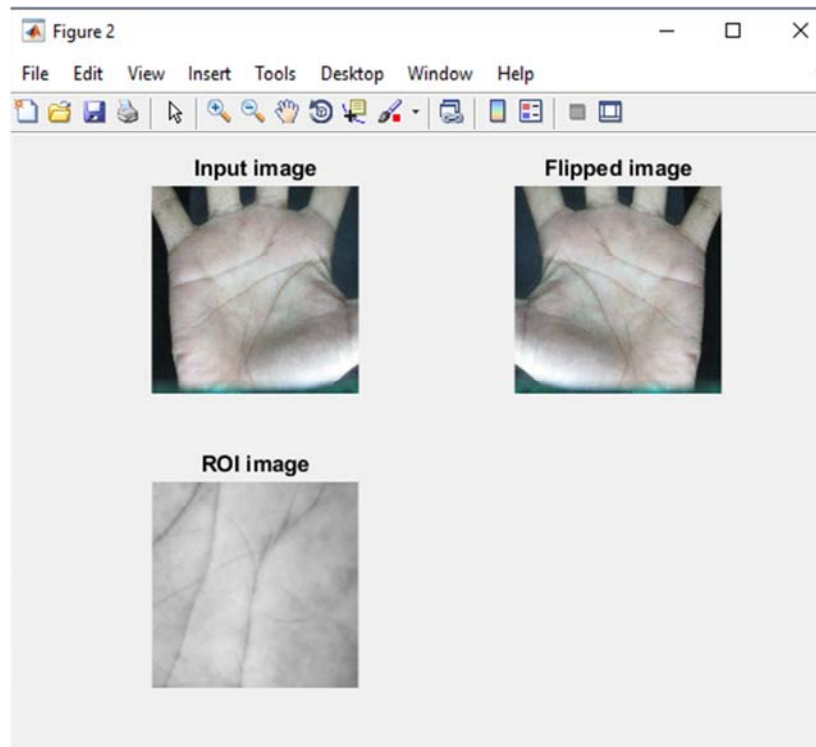 Figure 2
File Edit View Insert Tools Desktop Window Help
Input image Flipped image
ROI image